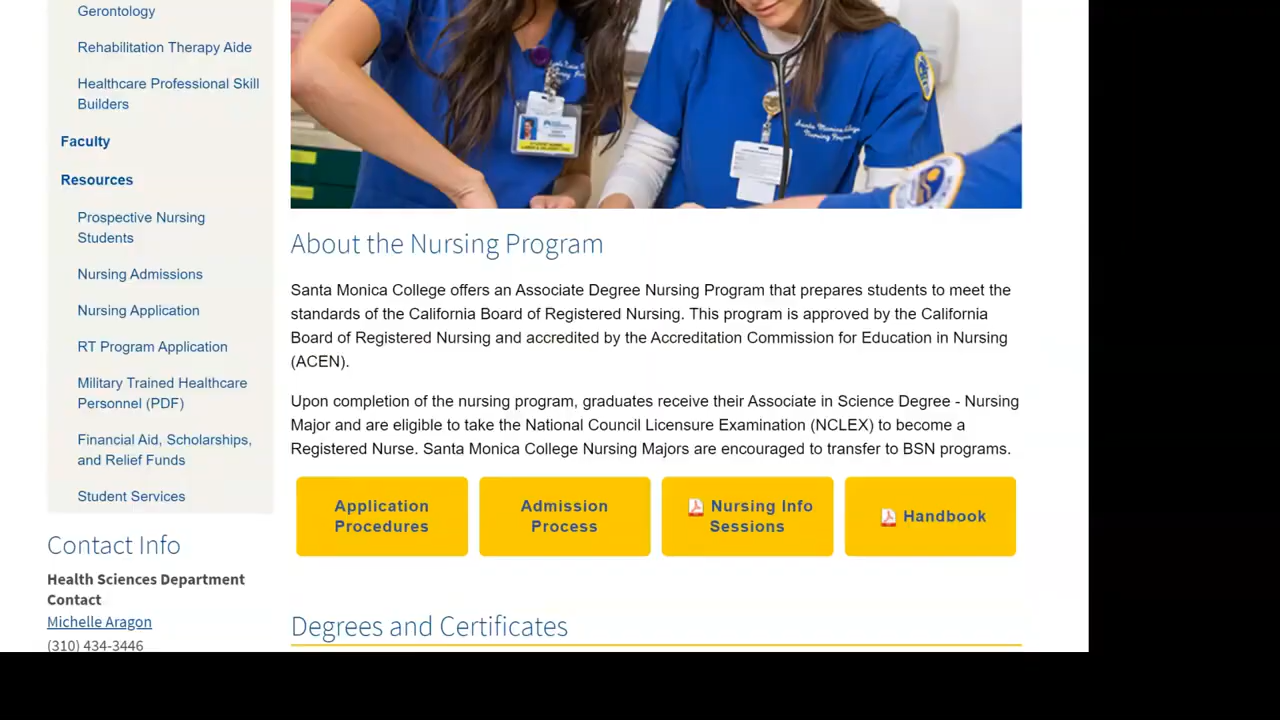 Gerontology
Rehabilitation Therapy Aide
Healthcare Professional Skill
Builders
Faculty
Resources
Prospective Nursing
Students
Nursing Admissions
Nursing Application
RT Program Application
Military Trained Healthcare
Personnel (PDF)
Financial Aid, Scholarships,
and Relief Funds
Student Services
Contact Info
Health Sciences Department
Contact
Michelle Aragon
(310) 434-3446
Santa Monica College
Nursing Program
About the Nursing Program
Santa Monica College offers an Associate Degree Nursing Program that prepares students to meet the
standards of the California Board of Registered Nursing. This program is approved by the California
Board of Registered Nursing and accredited by the Accreditation Commission for Education in Nursing
(ACEN).
Upon completion of the nursing program, graduates receive their Associate in Science Degree - Nursing
Major and are eligible to take the National Council Licensure Examination (NCLEX) to become a
Registered Nurse. Santa Monica College Nursing Majors are encouraged to transfer to BSN programs.
Application
Procedures
Admission
Process
Nursing Info
Sessions
Handbook
Degrees and Certificates